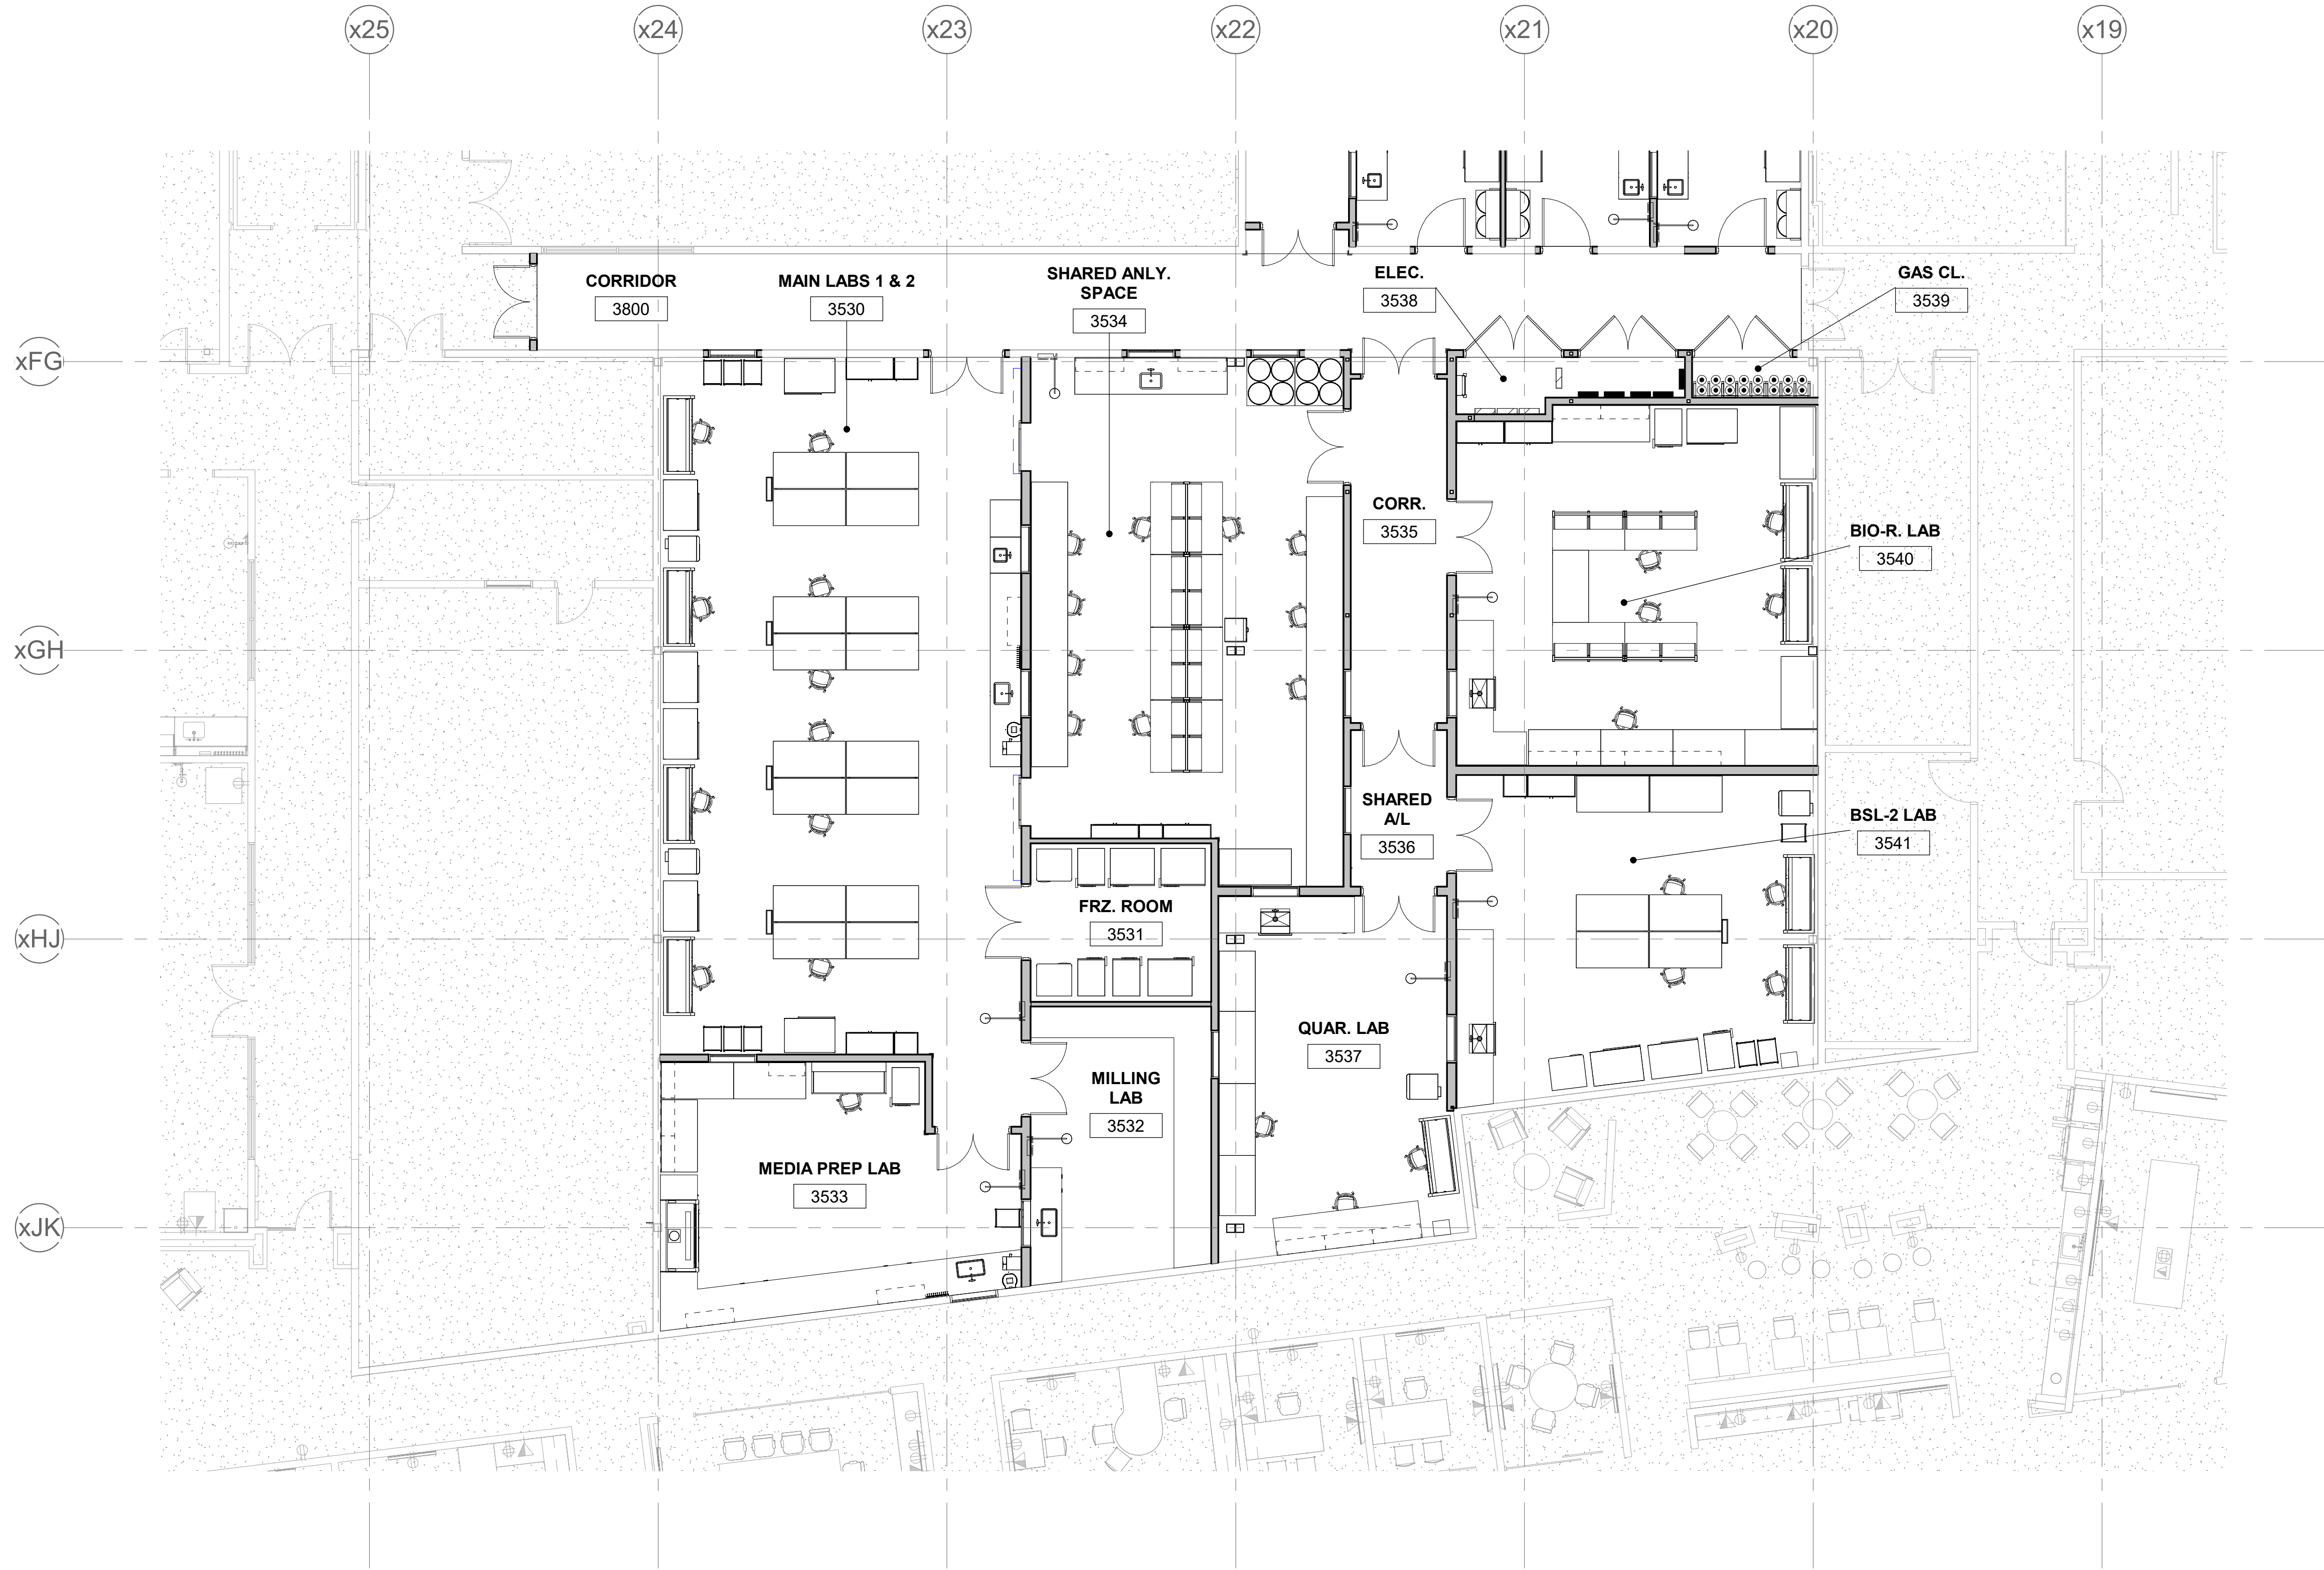 x25
x24
x23
x22
x21
x20
x19
CORRIDOR
3800
MAIN LABS 1 & 2
3530
SHARED ANLY.
SPACE
3534
ELEC.
3538
GAS CL.
3539
xFG
CORR.
3535
BIO-R. LAB
3540
xGH
SHARED
A/L
3536
BSL-2 LAB
3541
FRZ. ROOM
3531
xHJ
QUAR. LAB
3537
MILLING
LAB
3532
MEDIA PREP LAB
3533
xJK